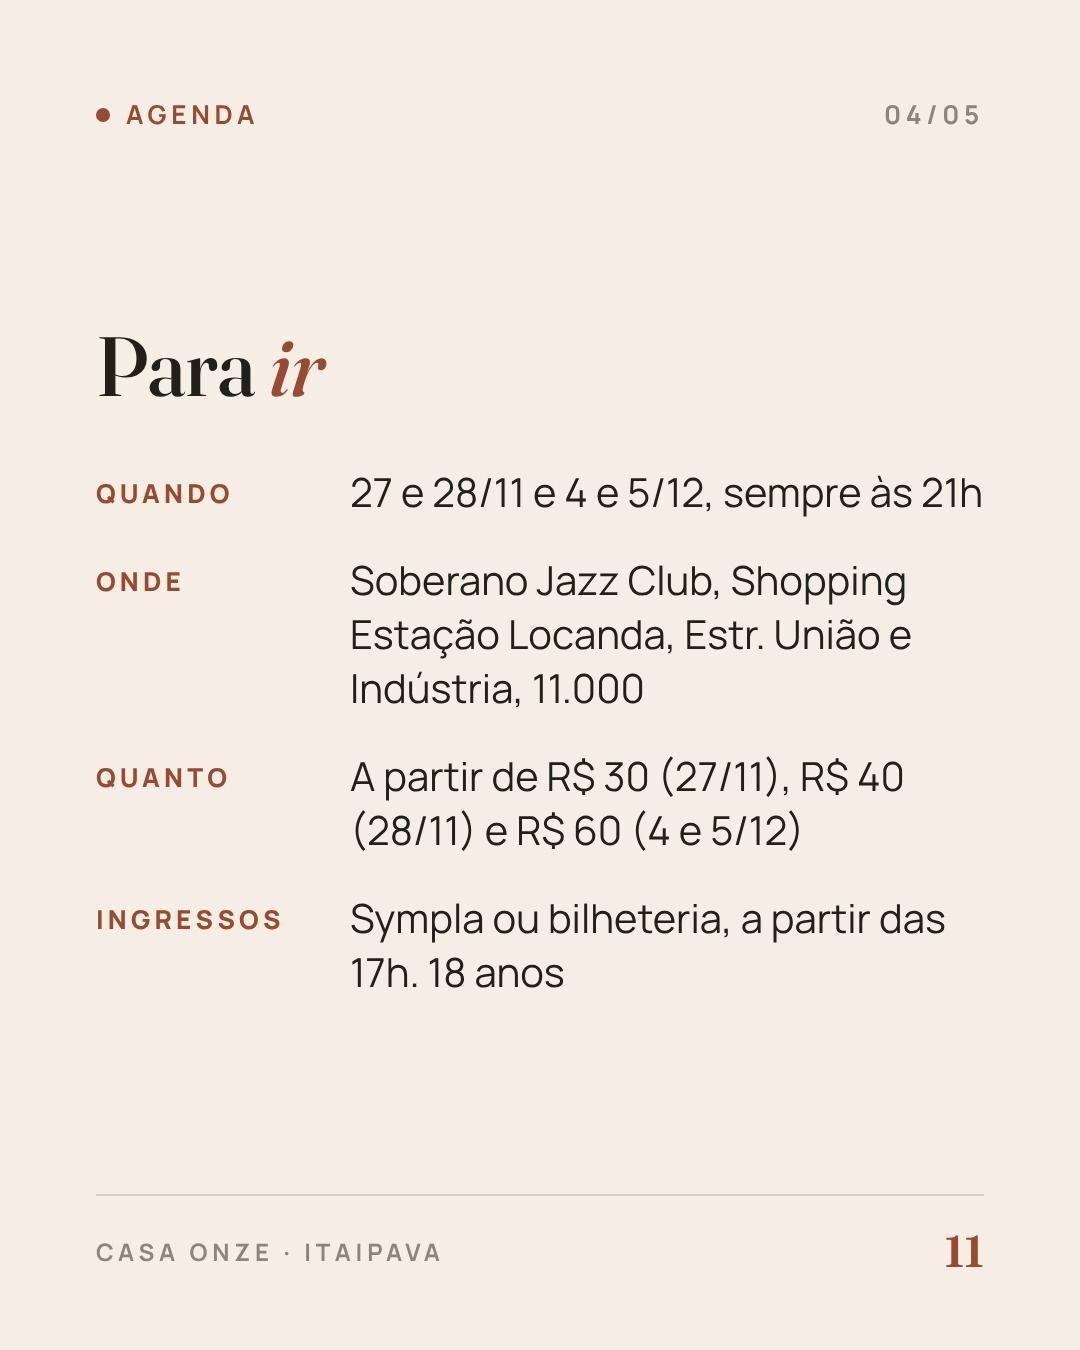 AGENDA
04/05
Para ir
QUANDO
27 e 28/11 e 4 e 5/12, sempre às 21h
ONDE
Soberano Jazz Club, Shopping
Estação Locanda, Estr. União e
Indústria, 11.000
QUANTO
A partir de R$ 30 (27/11), R$ 40
(28/11) e R$ 60 (4 e 5/12)
INGRESSOS
Sympla ou bilheteria, a partir das
17h. 18 anos
CASA ONZE · ITAIPAVA
11